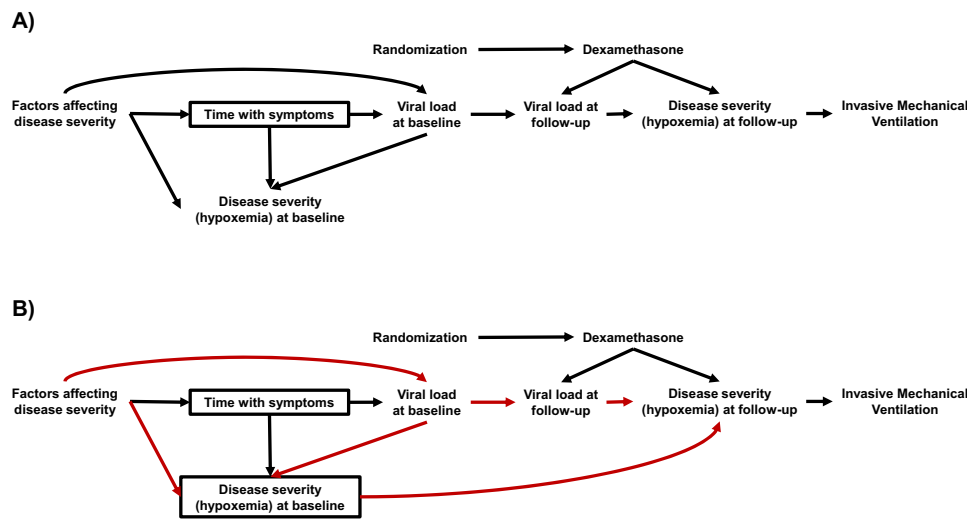 A)
Randomization
Dexamethasone
Factors affecting
disease severity
Time with symptoms
Viral load
at baseline
Viral load at
follow-up
Disease severity
(hypoxemia) at follow-up
Invasive Mechanical
Ventilation
Disease severity
(hypoxemia) at baseline
B)
Randomization
Dexamethasone
Factors affecting
disease severity
Time with symptoms
Viral load
at baseline
Viral load at
follow-up
Disease severity
(hypoxemia) at follow-up
Invasive Mechanical
Ventilation
Disease severity
(hypoxemia) at baseline